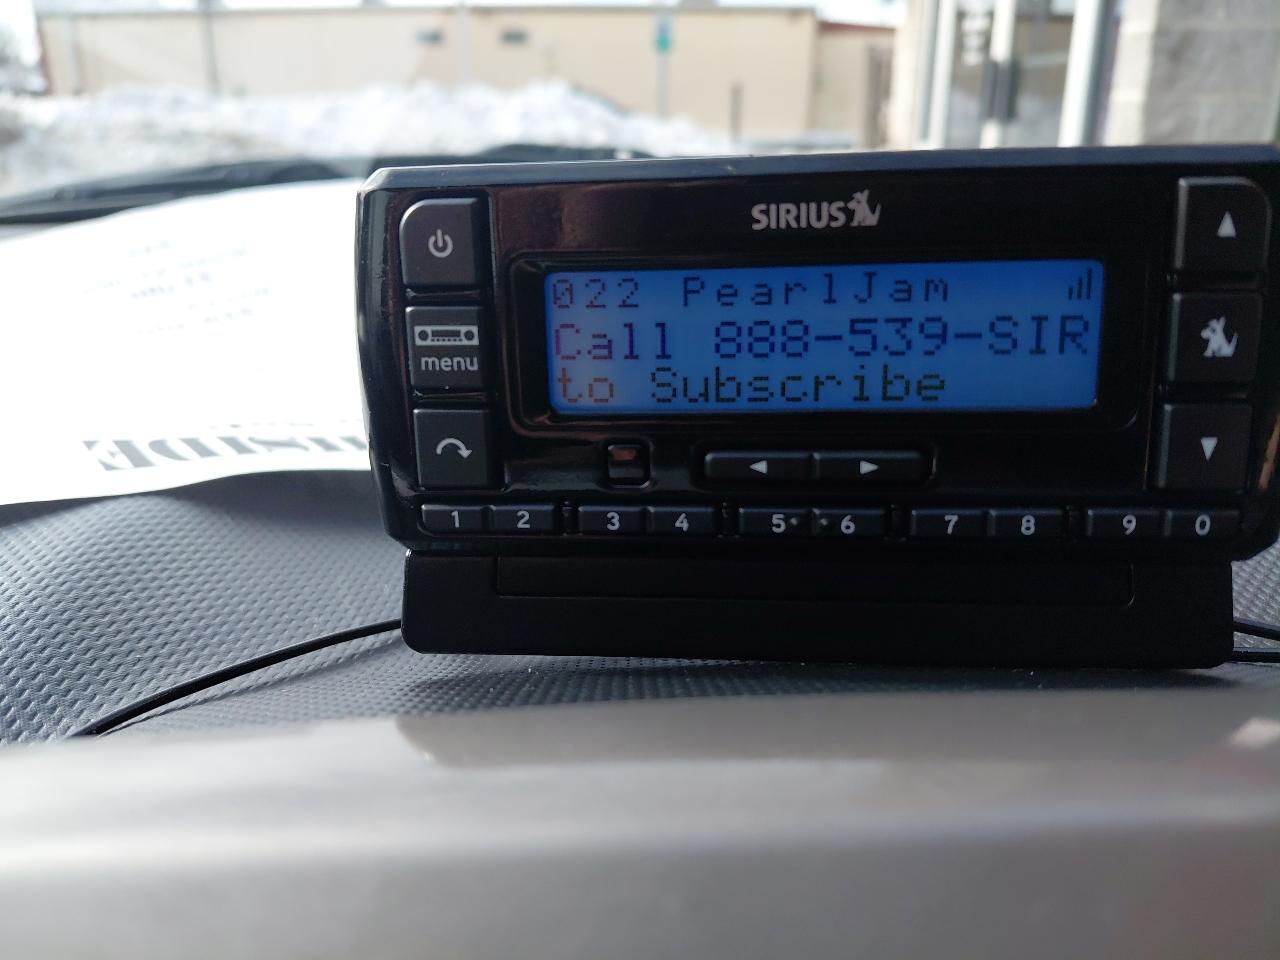 SIRIUS
022 PearlJam
Call 888-539-SIR
to Subscribe
menu
1 2 3 4 5 6 7 8 9 0